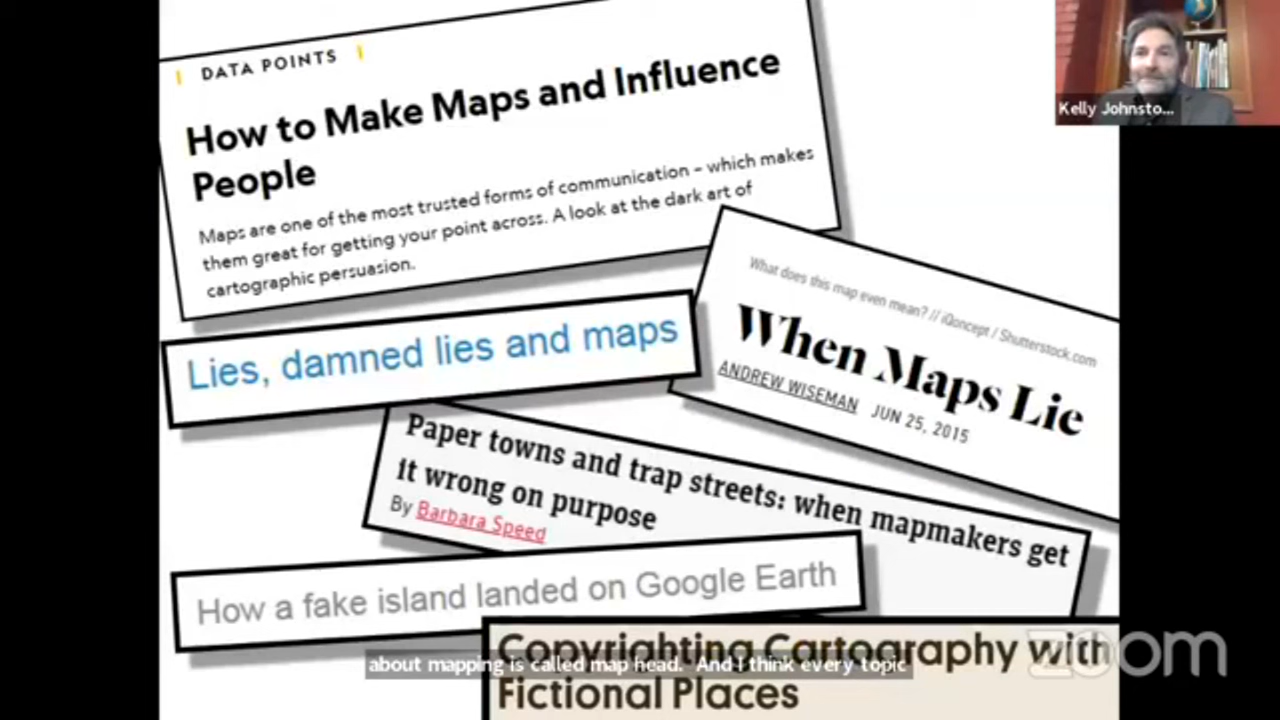 DATA POINTS
How to Make Maps and Influence
People
Maps are one of the most trusted forms of communication – which makes
them great for getting your point across. A look at the dark art of
cartographic persuasion.
Kelly Johnsto...
What does this map even mean? // iQoncept / Shutterstock.com
When Maps Lie
ANDREW WISEMAN JUN 25, 2015
Lies, damned lies and maps
Paper towns and trap streets: when mapmakers get
it wrong on purpose
By Barbara Speed
How a fake island landed on Google Earth
Copyrighting Cartography with
Fictional Places
about mapping is called map head. And I think every topic
zoom